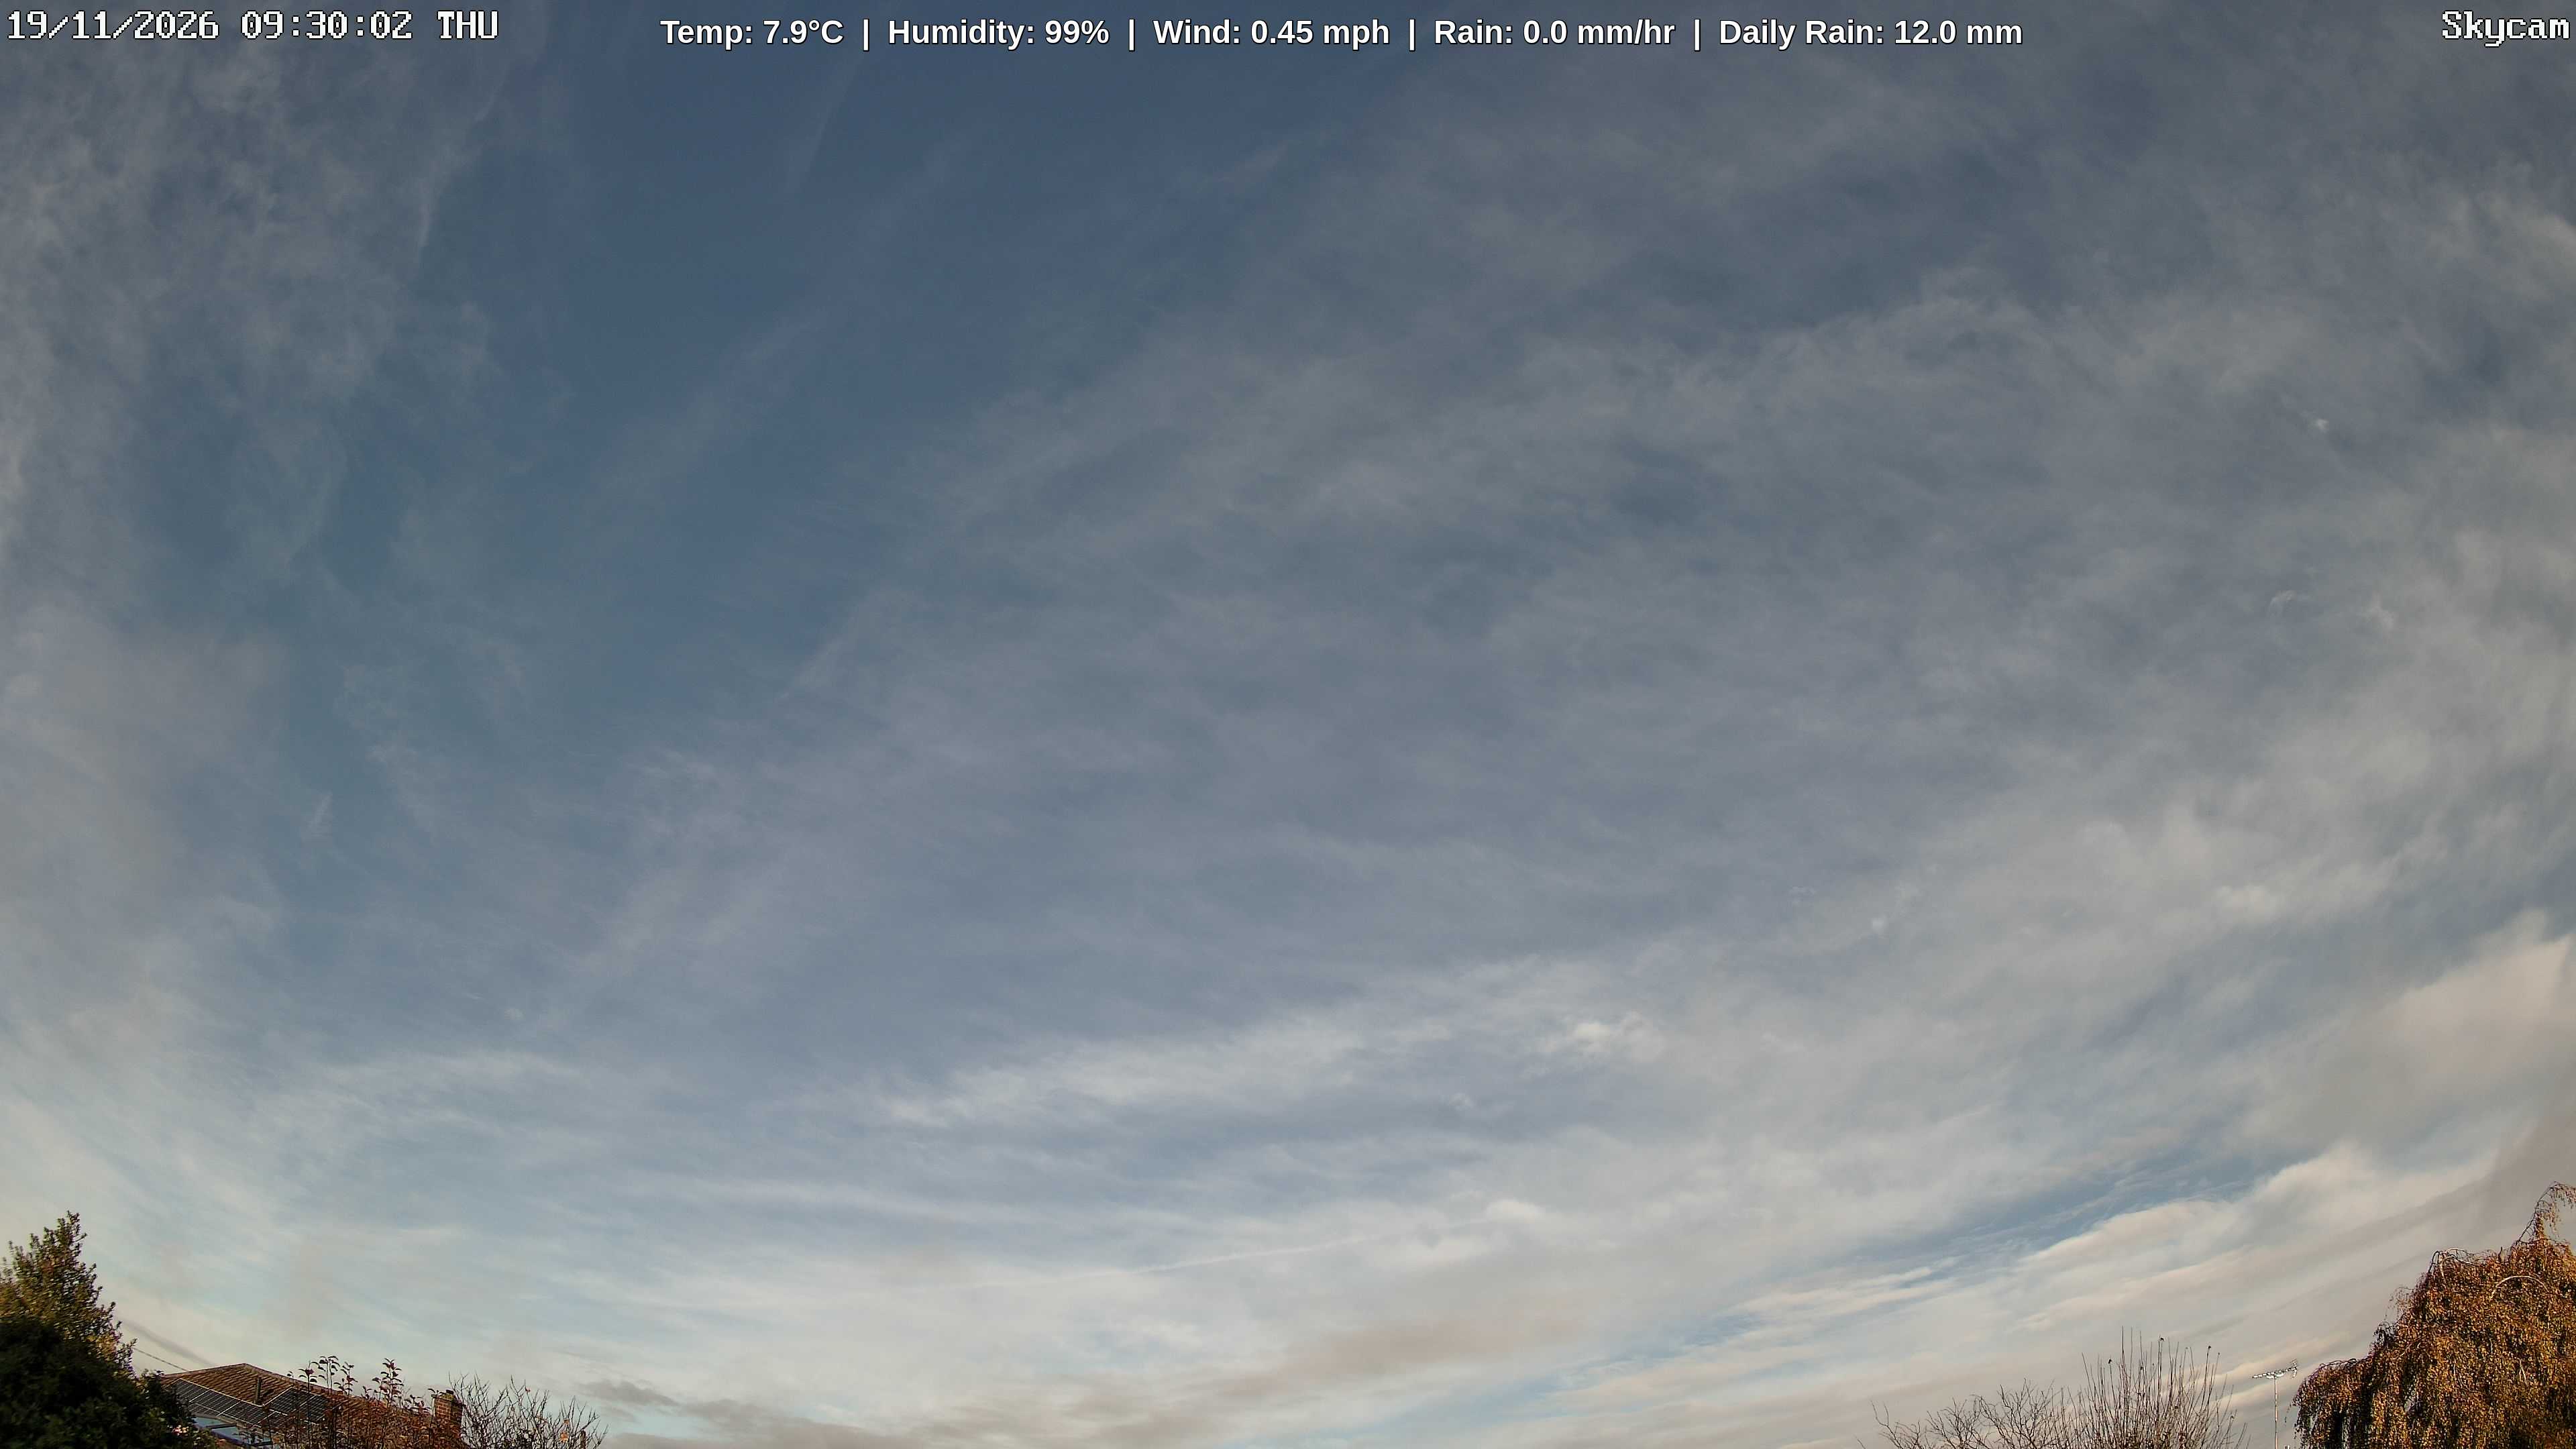 19/11/2026 09:30:02 THU
Temp: 7.9°C | Humidity: 99% | Wind: 0.45 mph | Rain: 0.0 mm/hr | Daily Rain: 12.0 mm
Skycam